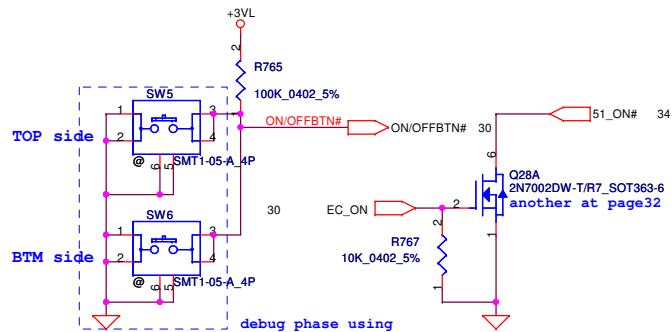 +3VL
2
R765
100K_0402_5%
1
SW5
1
3
2
4
TOP side
@
6
5
SMT1-05-A_4P
ON/OFFBTN#
ON/OFFBTN#
30
51_ON#
34
6
Q28A
2N7002DW-T/R7_SOT363-6
another at page32
EC_ON
2
1
2
R767
10K_0402_5%
1
30
SW6
1
3
2
4
BTM side
@
6
5
SMT1-05-A_4P
debug phase using